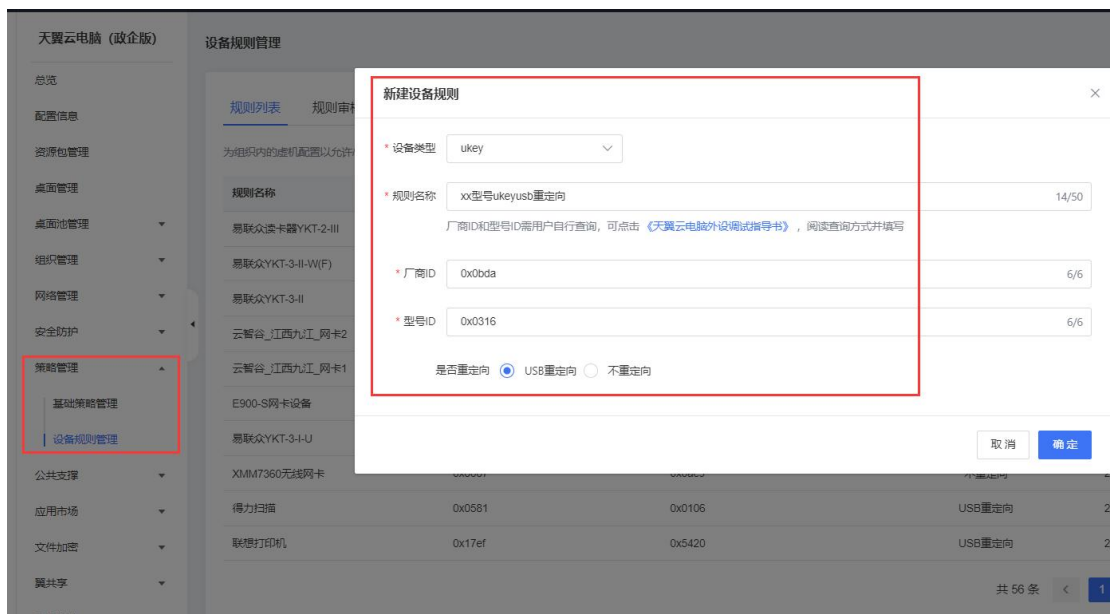 天翼云电脑（政企版）
设备规则管理
总览
配置信息
资源包管理
桌面管理
桌面池管理
组织管理
网络管理
安全防护
策略管理
基础策略管理
设备规则管理
公共支撑
应用市场
文件加密
翼共享
规则列表
规则审
为组织内的虚机配置以允许
规则名称
易联众读卡器YKT-2-III
易联众YKT-3-II-W(F)
易联众YKT-3-II
云智谷_江西九江_网卡2
云智谷_江西九江_网卡1
E900-S网卡设备
易联众YKT-3-I-U
XMM7360无线网卡
不重定向
得力扫描 0x0581 0x0106 USB重定向 2
联想打印机 0x17ef 0x5420 USB重定向 2
共 56 条 < 1
新建设备规则
* 设备类型 ukey
* 规则名称 xx型号ukeyusb重定向 14/50
厂商ID和型号ID需用户自行查询，可点击《天翼云电脑外设调试指导书》，阅读查询方式并填写
* 厂商ID 0x0bda 6/6
* 型号ID 0x0316 6/6
是否重定向 USB重定向 不重定向
取消 确定